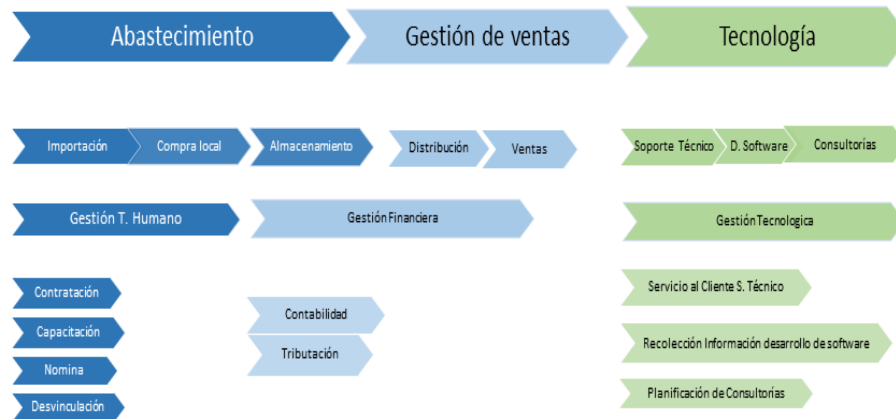 Abastecimiento
Gestión de ventas
Tecnología
Importación
Compra local
Almacenamiento
Distribución
Ventas
Soporte Técnico
D. Software
Consultorías
Gestión T. Humano
Gestión Financiera
Gestión Tecnologica
Contratación
Capacitación
Nomina
Desvinculación
Contabilidad
Tributación
Servicio al Cliente S. Técnico
Recolección Información desarrollo de software
Planificación de Consultorías